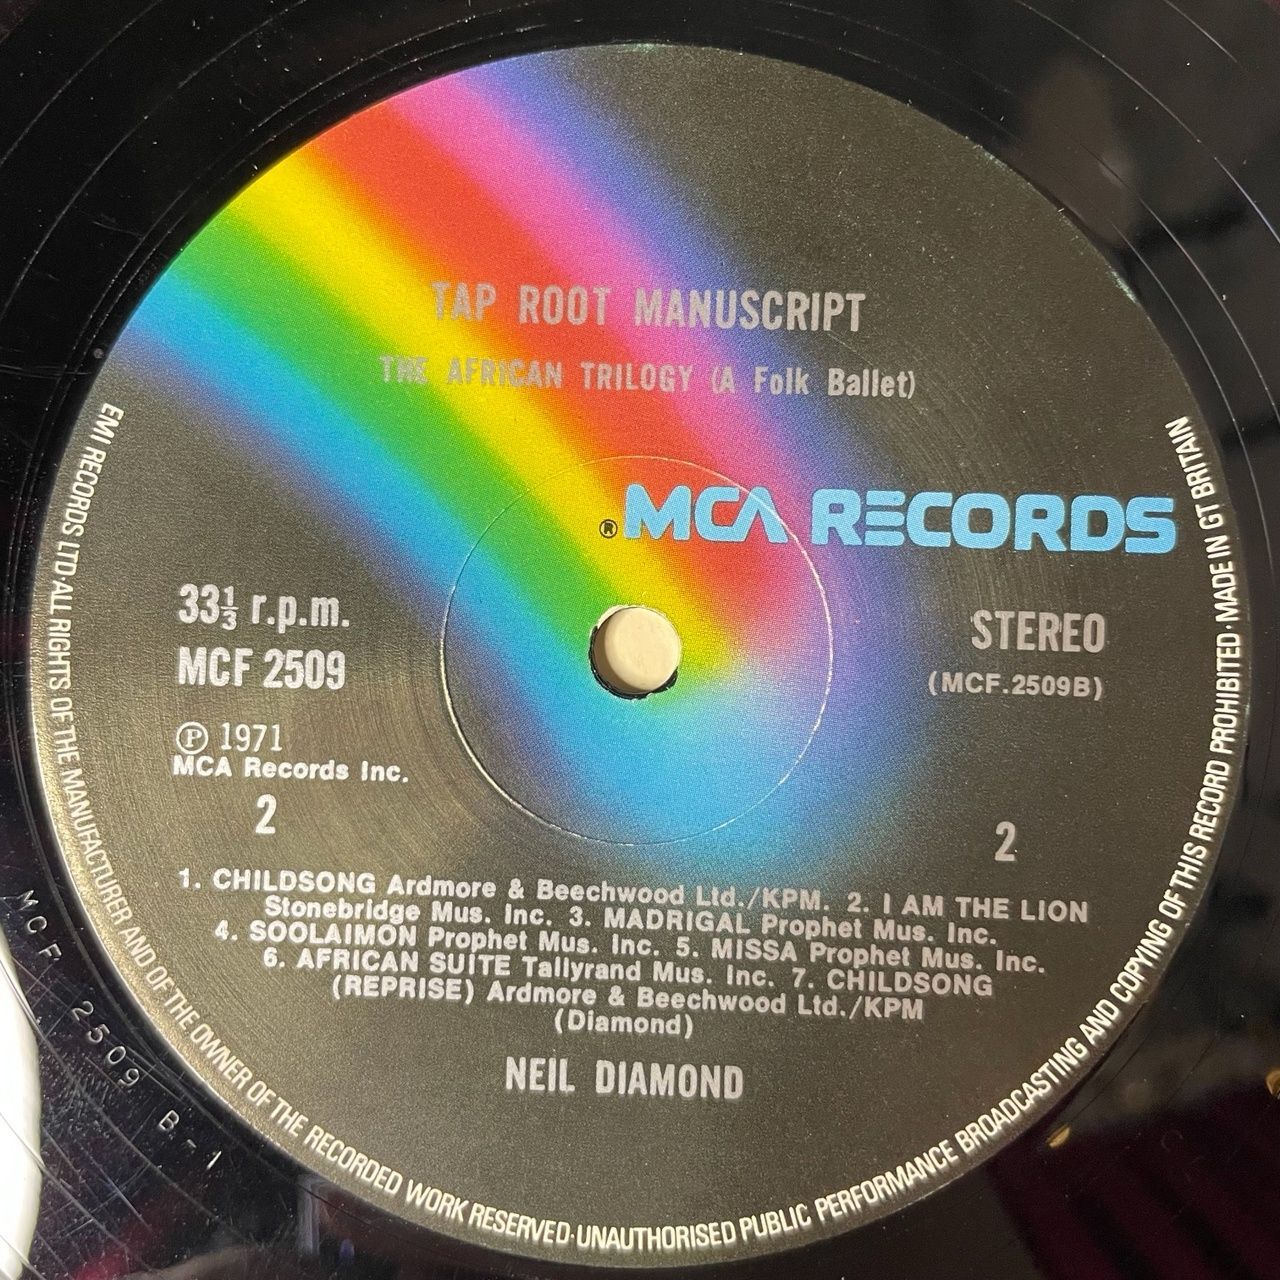 TAP ROOT MANUSCRIPT
THE AFRICAN TRILOGY (A Folk Ballet)
® MCA RECORDS
33⅓ r.p.m.
MCF 2509
Ⓟ 1971
MCA Records Inc.
2
STEREO
(MCF.2509B)
2
1. CHILDSONG Ardmore & Beechwood Ltd./KPM. 2. I AM THE LION
Stonebridge Mus. Inc. 3. MADRIGAL Prophet Mus. Inc.
4. SOOLAIMON Prophet Mus. Inc. 5. MISSA Prophet Mus. Inc.
6. AFRICAN SUITE Tallyrand Mus. Inc. 7. CHILDSONG
(REPRISE) Ardmore & Beechwood Ltd./KPM
(Diamond)
NEIL DIAMOND
EMI RECORDS LTD·ALL RIGHTS OF THE MANUFACTURER AND OF THE OWNER OF THE RECORDED WORK RESERVED·UNAUTHORISED PUBLIC PERFORMANCE BROADCASTING AND COPYING OF THIS RECORD PROHIBITED·MADE IN GT BRITAIN
MCF 2509 B-1